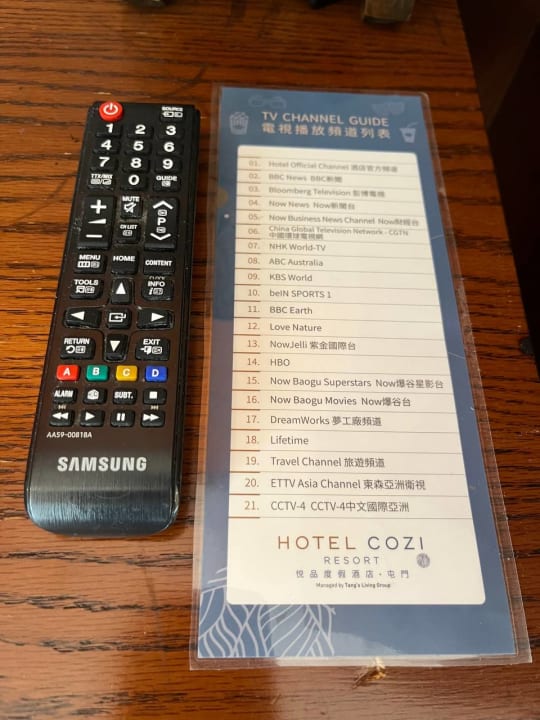 SOURCE
1 2 3
4 5 6
7 8 9
TTX/MIX 0 GUIDE
MUTE
+ P
− CH LIST
MENU HOME CONTENT
TOOLS INFO
RETURN EXIT
A B C D
ALARM SUBT.
AA59-00818A
SAMSUNG
TV CHANNEL GUIDE
電視播放頻道列表
01. Hotel Official Channel 酒店官方頻道
02. BBC News BBC新聞
03. Bloomberg Television 彭博電視
04. Now News Now新聞台
05. Now Business News Channel Now財經台
06. China Global Television Network - CGTN
中國環球電視網
07. NHK World-TV
08. ABC Australia
09. KBS World
10. beIN SPORTS 1
11. BBC Earth
12. Love Nature
13. NowJelli 紫金國際台
14. HBO
15. Now Baogu Superstars Now爆谷星影台
16. Now Baogu Movies Now爆谷台
17. DreamWorks 夢工廠頻道
18. Lifetime
19. Travel Channel 旅遊頻道
20. ETTV Asia Channel 東森亞洲衛視
21. CCTV-4 CCTV-4中文國際亞洲
HOTEL COZI
RESORT
悦品度假酒店·屯門
Managed by Tang's Living Group